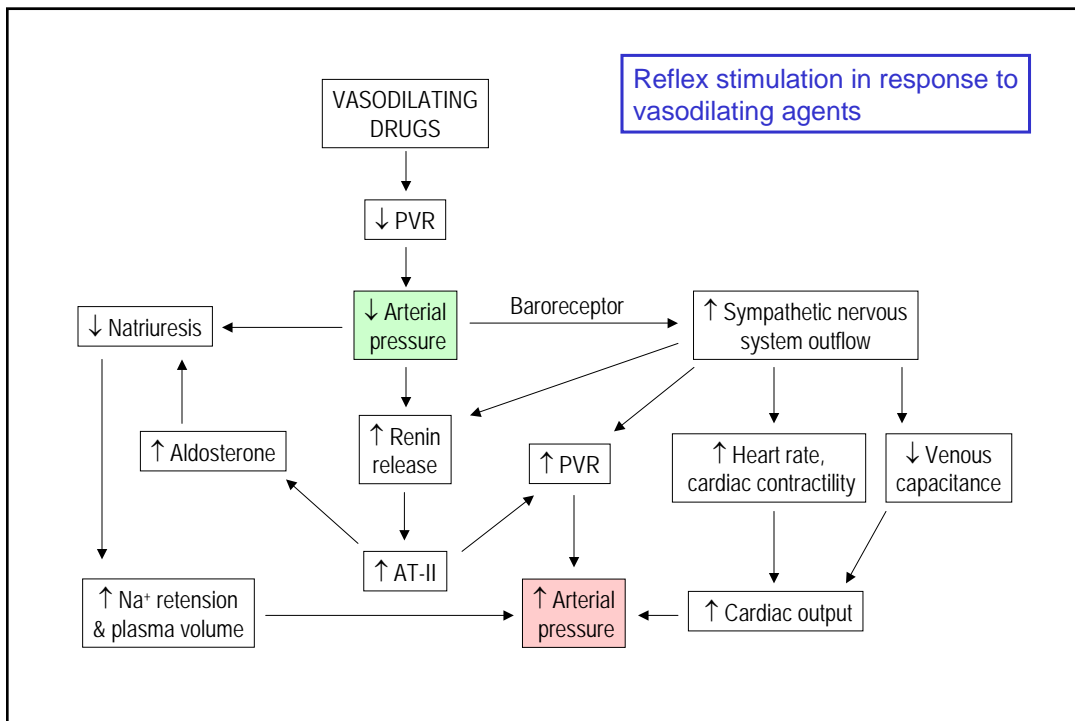 Reflex stimulation in response to
vasodilating agents
VASODILATING
DRUGS
↓ PVR
↓ Arterial
pressure
Baroreceptor
↓ Natriuresis
↑ Sympathetic nervous
system outflow
↑ Aldosterone
↑ Renin
release
↑ PVR
↑ Heart rate,
cardiac contractility
↓ Venous
capacitance
↑ AT-II
↑ Na⁺ retension
& plasma volume
↑ Arterial
pressure
↑ Cardiac output